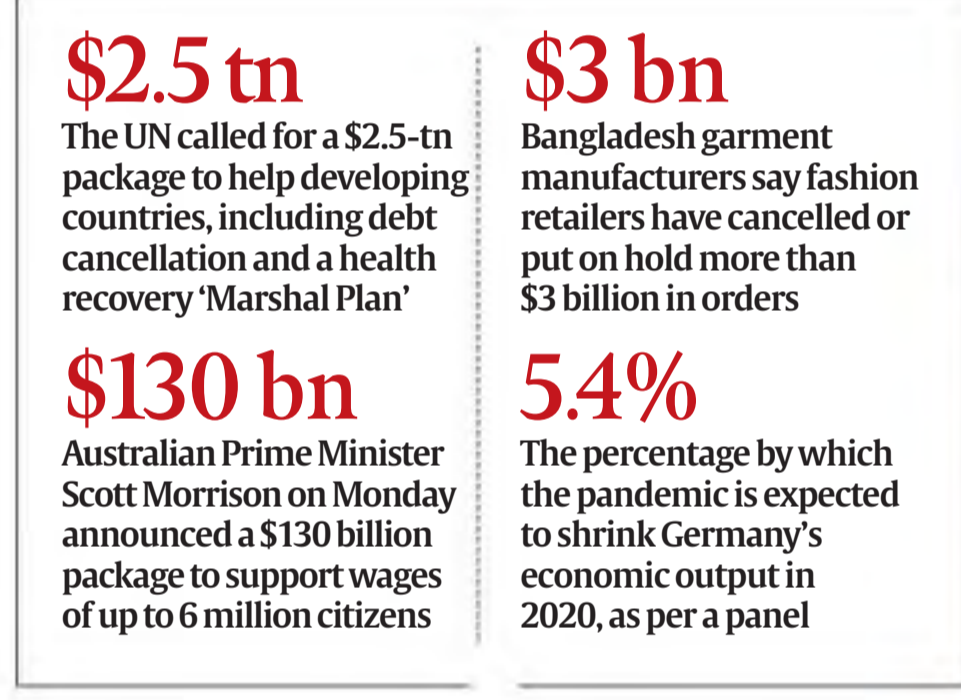 $2.5 tn
The UN called for a $2.5-tn
package to help developing
countries, including debt
cancellation and a health
recovery ‘Marshal Plan’
$130 bn
Australian Prime Minister
Scott Morrison on Monday
announced a $130 billion
package to support wages
of up to 6 million citizens
$3 bn
Bangladesh garment
manufacturers say fashion
retailers have cancelled or
put on hold more than
$3 billion in orders
5.4%
The percentage by which
the pandemic is expected
to shrink Germany’s
economic output in
2020, as per a panel